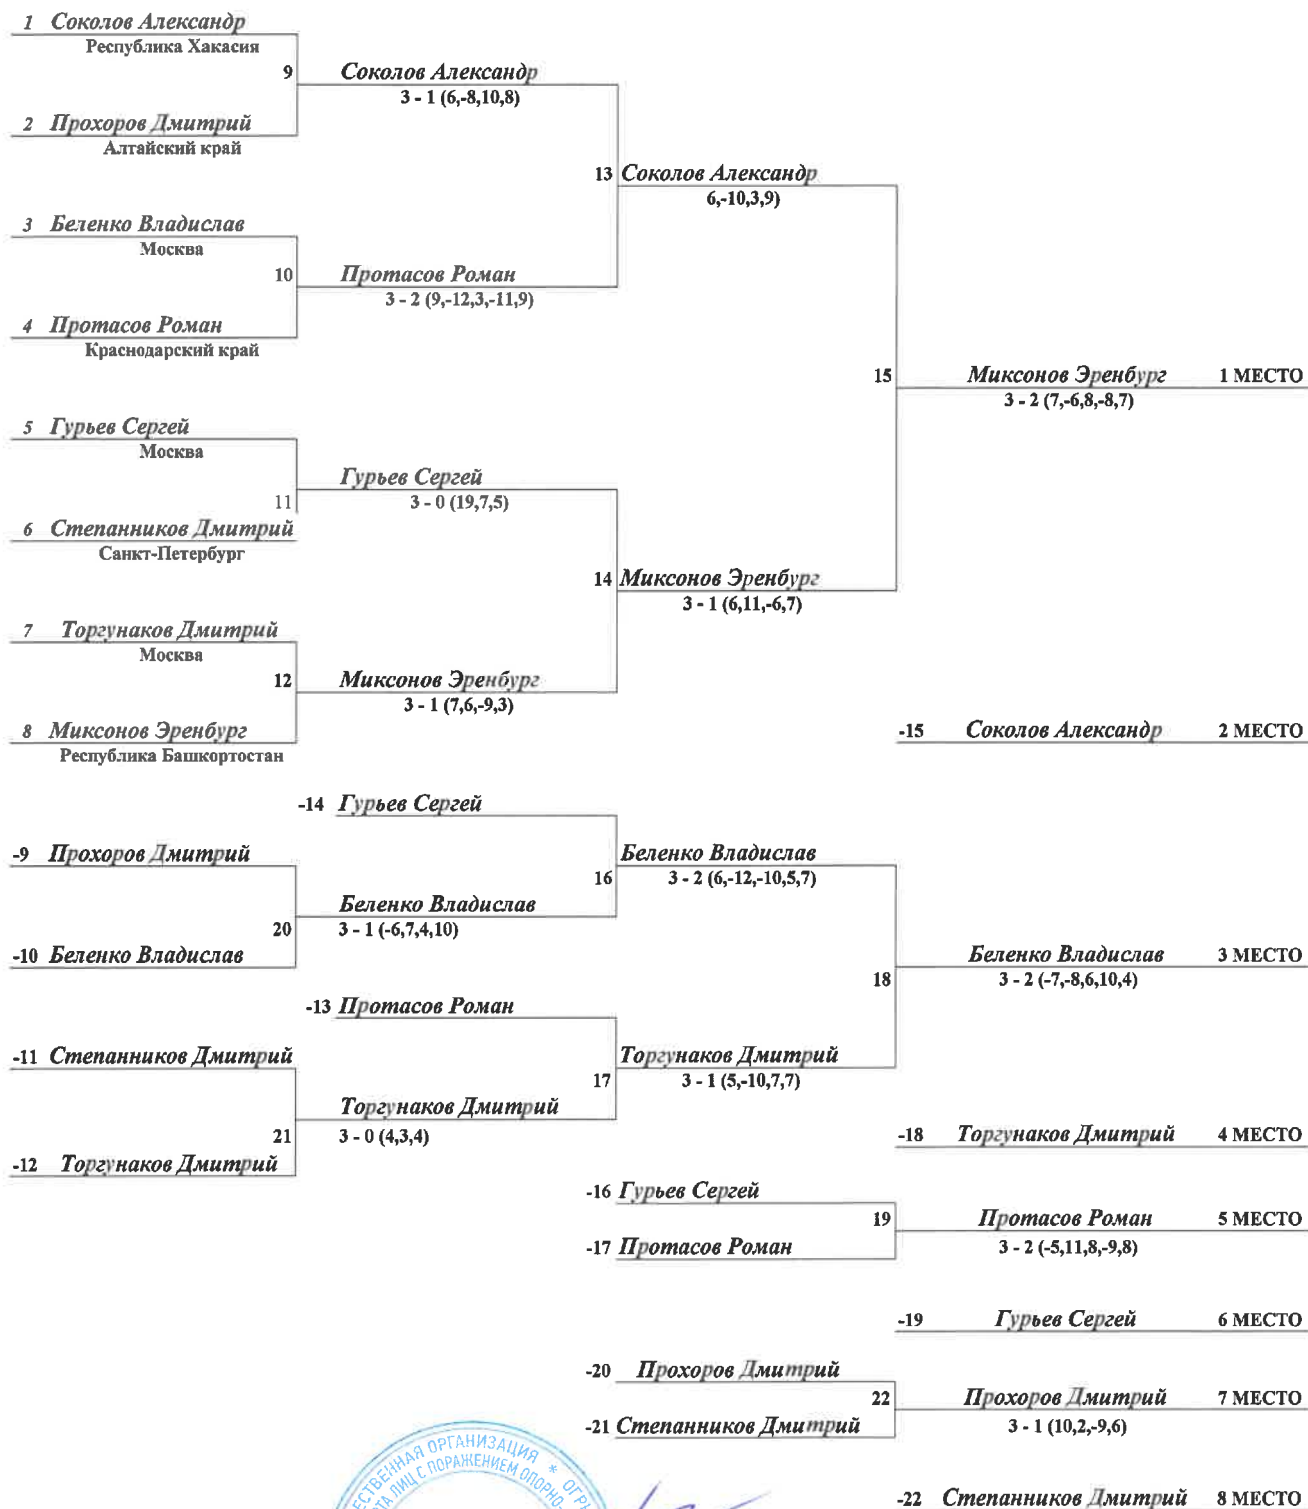 1 Соколов Александр
Республика Хакасия
9 Соколов Александр
3 - 1 (6,-8,10,8)
2 Прохоров Дмитрий
Алтайский край
13 Соколов Александр
6,-10,3,9)
3 Беленко Владислав
Москва
10 Протасов Роман
3 - 2 (9,-12,3,-11,9)
4 Протасов Роман
Краснодарский край
15 Миксонов Эренбург 1 МЕСТО
3 - 2 (7,-6,8,-8,7)
5 Гурьев Сергей
Москва
11 Гурьев Сергей
3 - 0 (19,7,5)
6 Степанников Дмитрий
Санкт-Петербург
14 Миксонов Эренбург
3 - 1 (6,11,-6,7)
7 Торгунаков Дмитрий
Москва
12 Миксонов Эренбург
3 - 1 (7,6,-9,3)
8 Миксонов Эренбург
Республика Башкортостан
-15 Соколов Александр 2 МЕСТО
-14 Гурьев Сергей
-9 Прохоров Дмитрий
16 Беленко Владислав
3 - 2 (6,-12,-10,5,7)
20 Беленко Владислав
3 - 1 (-6,7,4,10)
-10 Беленко Владислав
18 Беленко Владислав 3 МЕСТО
3 - 2 (-7,-8,6,10,4)
-13 Протасов Роман
-11 Степанников Дмитрий
17 Торгунаков Дмитрий
3 - 1 (5,-10,7,7)
21 Торгунаков Дмитрий
3 - 0 (4,3,4)
-18 Торгунаков Дмитрий 4 МЕСТО
-12 Торгунаков Дмитрий
-16 Гурьев Сергей
19 Протасов Роман 5 МЕСТО
3 - 2 (-5,11,8,-9,8)
-17 Протасов Роман
-19 Гурьев Сергей 6 МЕСТО
-20 Прохоров Дмитрий
22 Прохоров Дмитрий 7 МЕСТО
3 - 1 (10,2,-9,6)
-21 Степанников Дмитрий
-22 Степанников Дмитрий 8 МЕСТО
ЕСТВЕННАЯ ОРГАНИЗАЦИЯ * ОГРН
ТА ЛИЦ С ПОРАЖЕНИЕМ ОПОРНО-